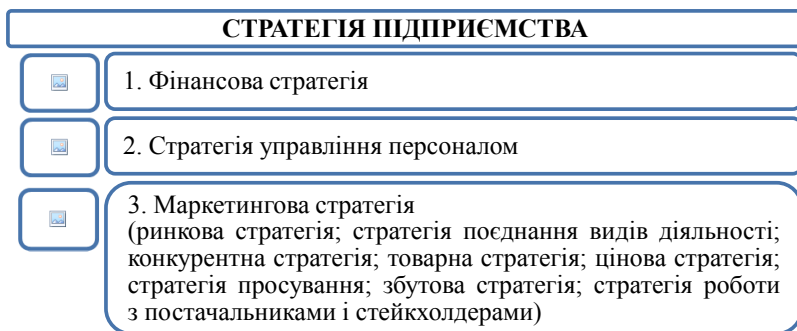 СТРАТЕГІЯ ПІДПРИЄМСТВА
1. Фінансова стратегія
2. Стратегія управління персоналом
3. Маркетингова стратегія
(ринкова стратегія; стратегія поєднання видів діяльності;
конкурентна стратегія; товарна стратегія; цінова стратегія;
стратегія просування; збутова стратегія; стратегія роботи
з постачальниками і стейкхолдерами)